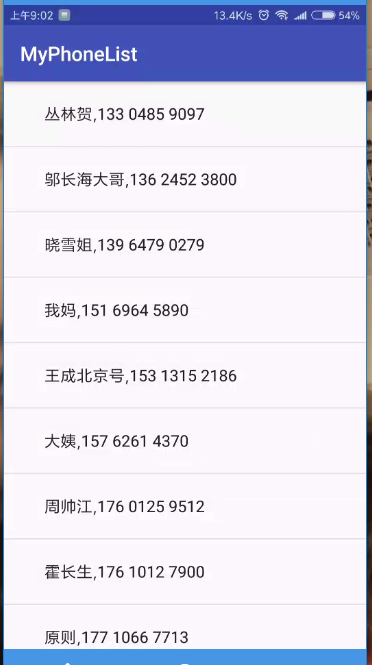 上午9:02 13.4K/s 54%
MyPhoneList
丛林贺,133 0485 9097
邬长海大哥,136 2452 3800
晓雪姐,139 6479 0279
我妈,151 6964 5890
王成北京号,153 1315 2186
大姨,157 6261 4370
周帅江,176 0125 9512
霍长生,176 1012 7900
原则,177 1066 7713